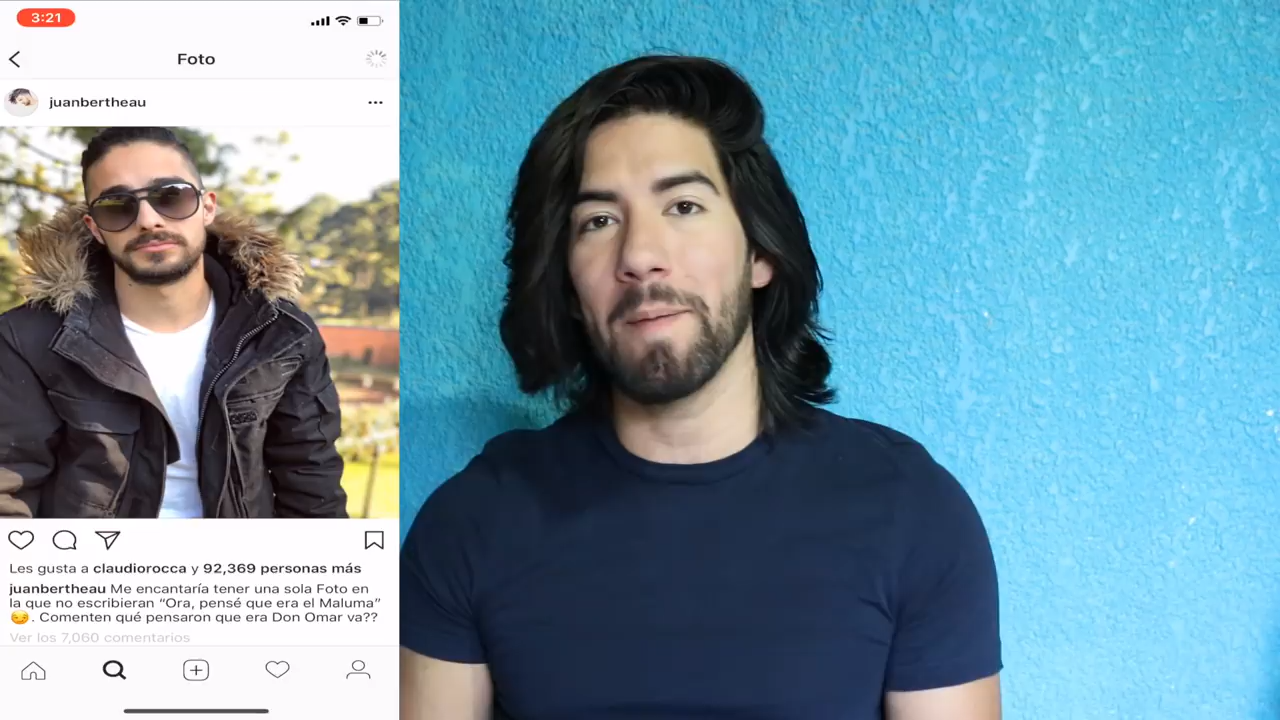 3:21
Foto
juanbertheau
Les gusta a claudiorocca y 92,369 personas más
juanbertheau Me encantaría tener una sola Foto en
la que no escribieran “Ora, pensé que era el Maluma”
😏. Comenten qué pensaron que era Don Omar va??
Ver los 7,060 comentarios